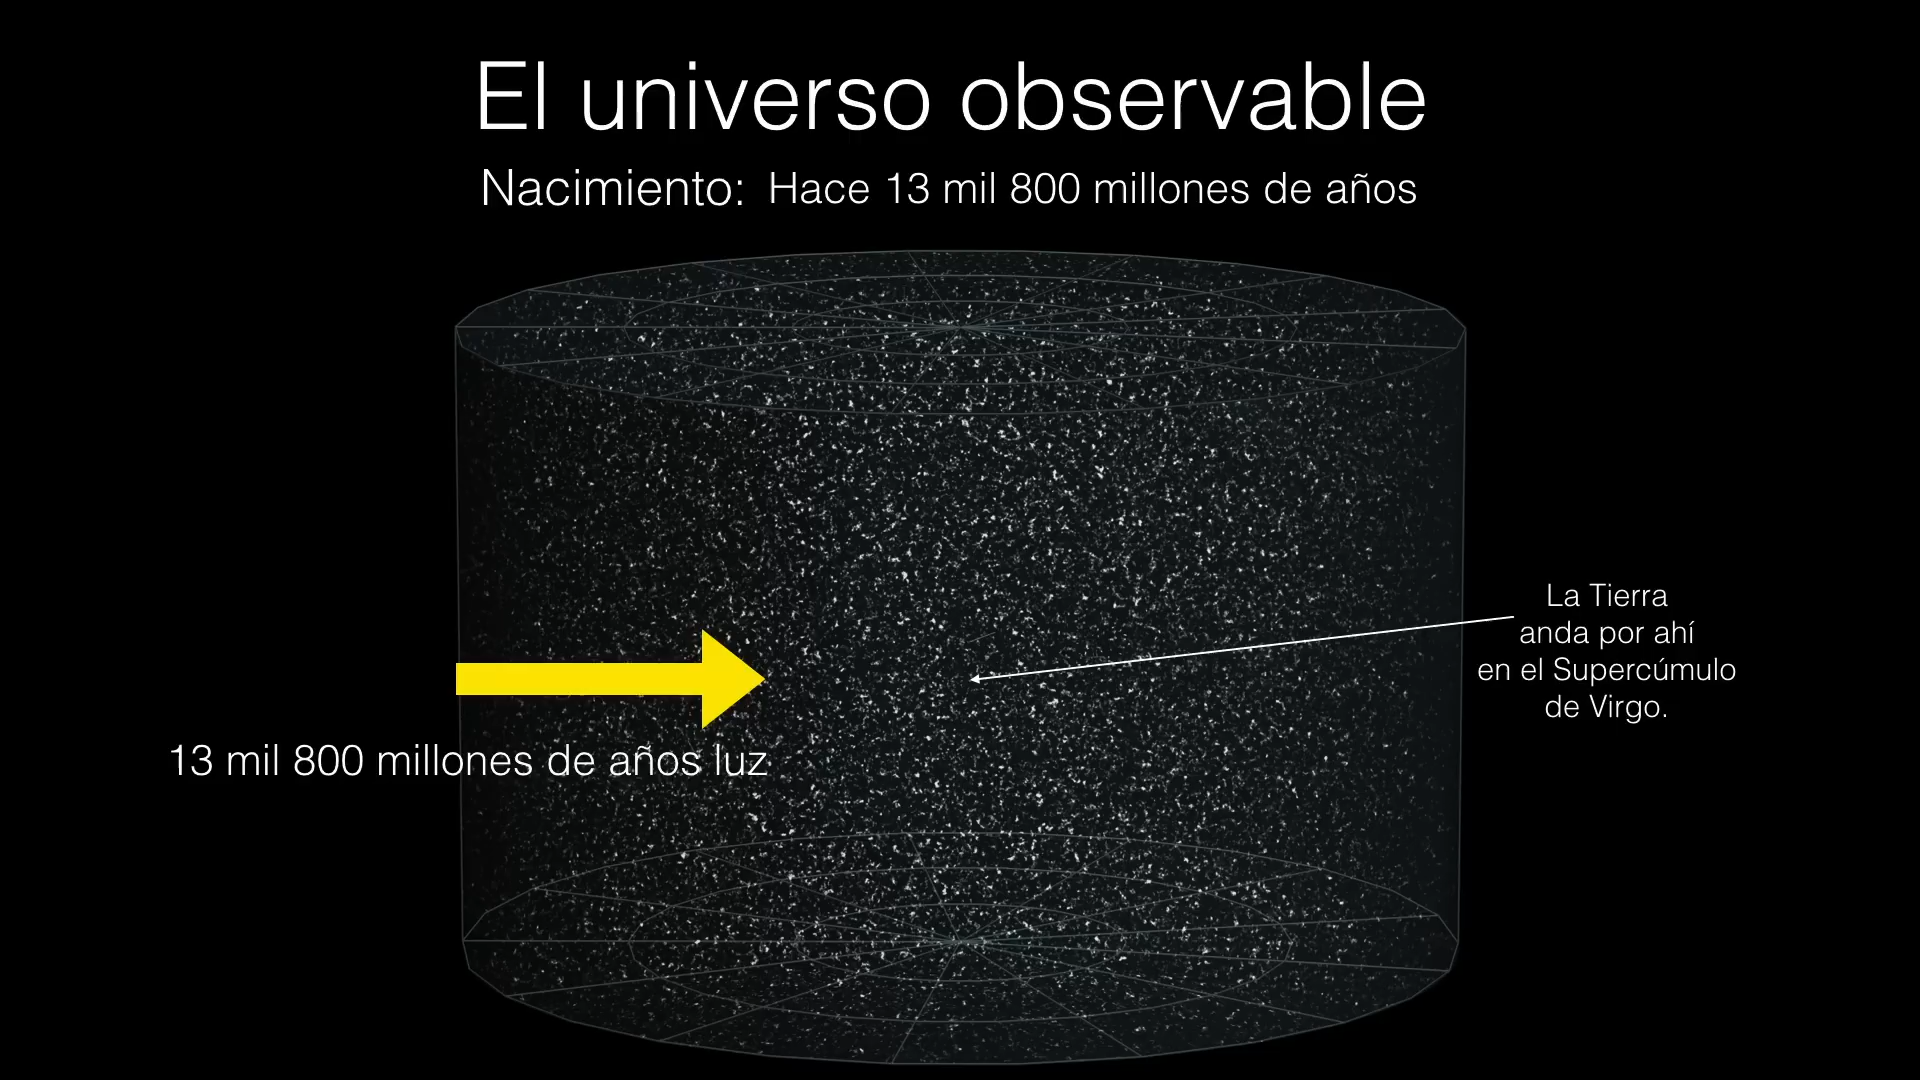 El universo observable
Nacimiento: Hace 13 mil 800 millones de años
La Tierra
anda por ahí
en el Supercúmulo
de Virgo.
13 mil 800 millones de años luz